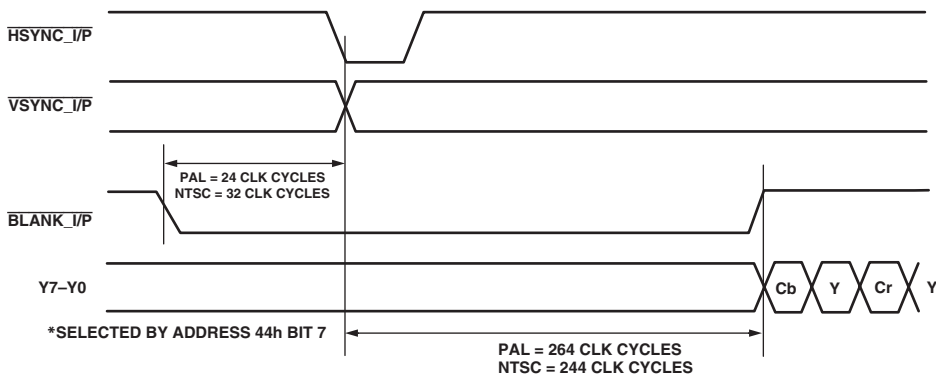 HSYNC_I/P
VSYNC_I/P
PAL = 24 CLK CYCLES
NTSC = 32 CLK CYCLES
BLANK_I/P
Y7–Y0
Cb
Y
Cr
Y
*SELECTED BY ADDRESS 44h BIT 7
PAL = 264 CLK CYCLES
NTSC = 244 CLK CYCLES